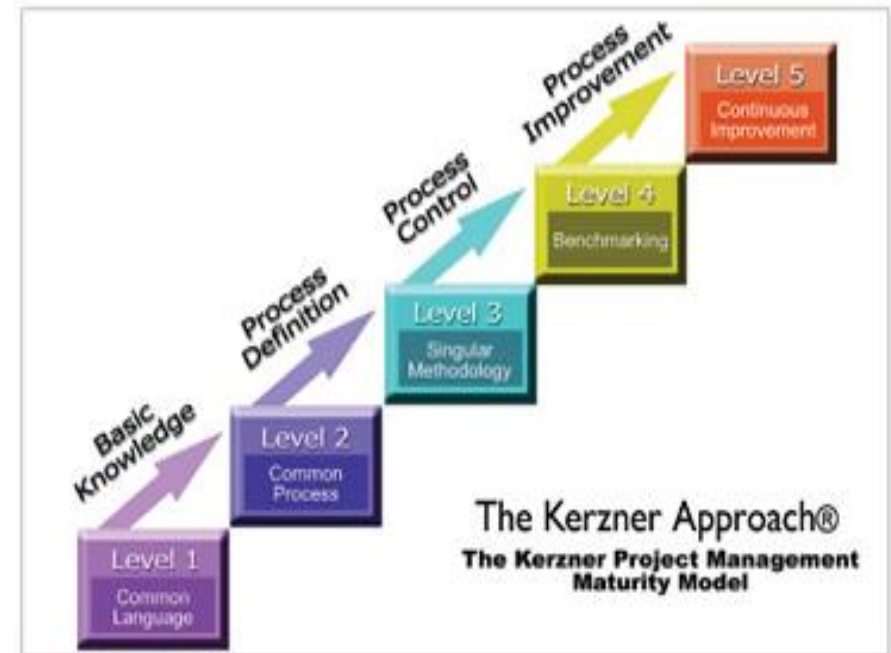 Process
Improvement
Level 5
Continuous
Improvement
Process
Control
Level 4
Benchmarking
Process
Definition
Level 3
Singular
Methodology
Basic
Knowledge
Level 2
Common
Process
Level 1
Common
Language
The Kerzner Approach®
The Kerzner Project Management
Maturity Model